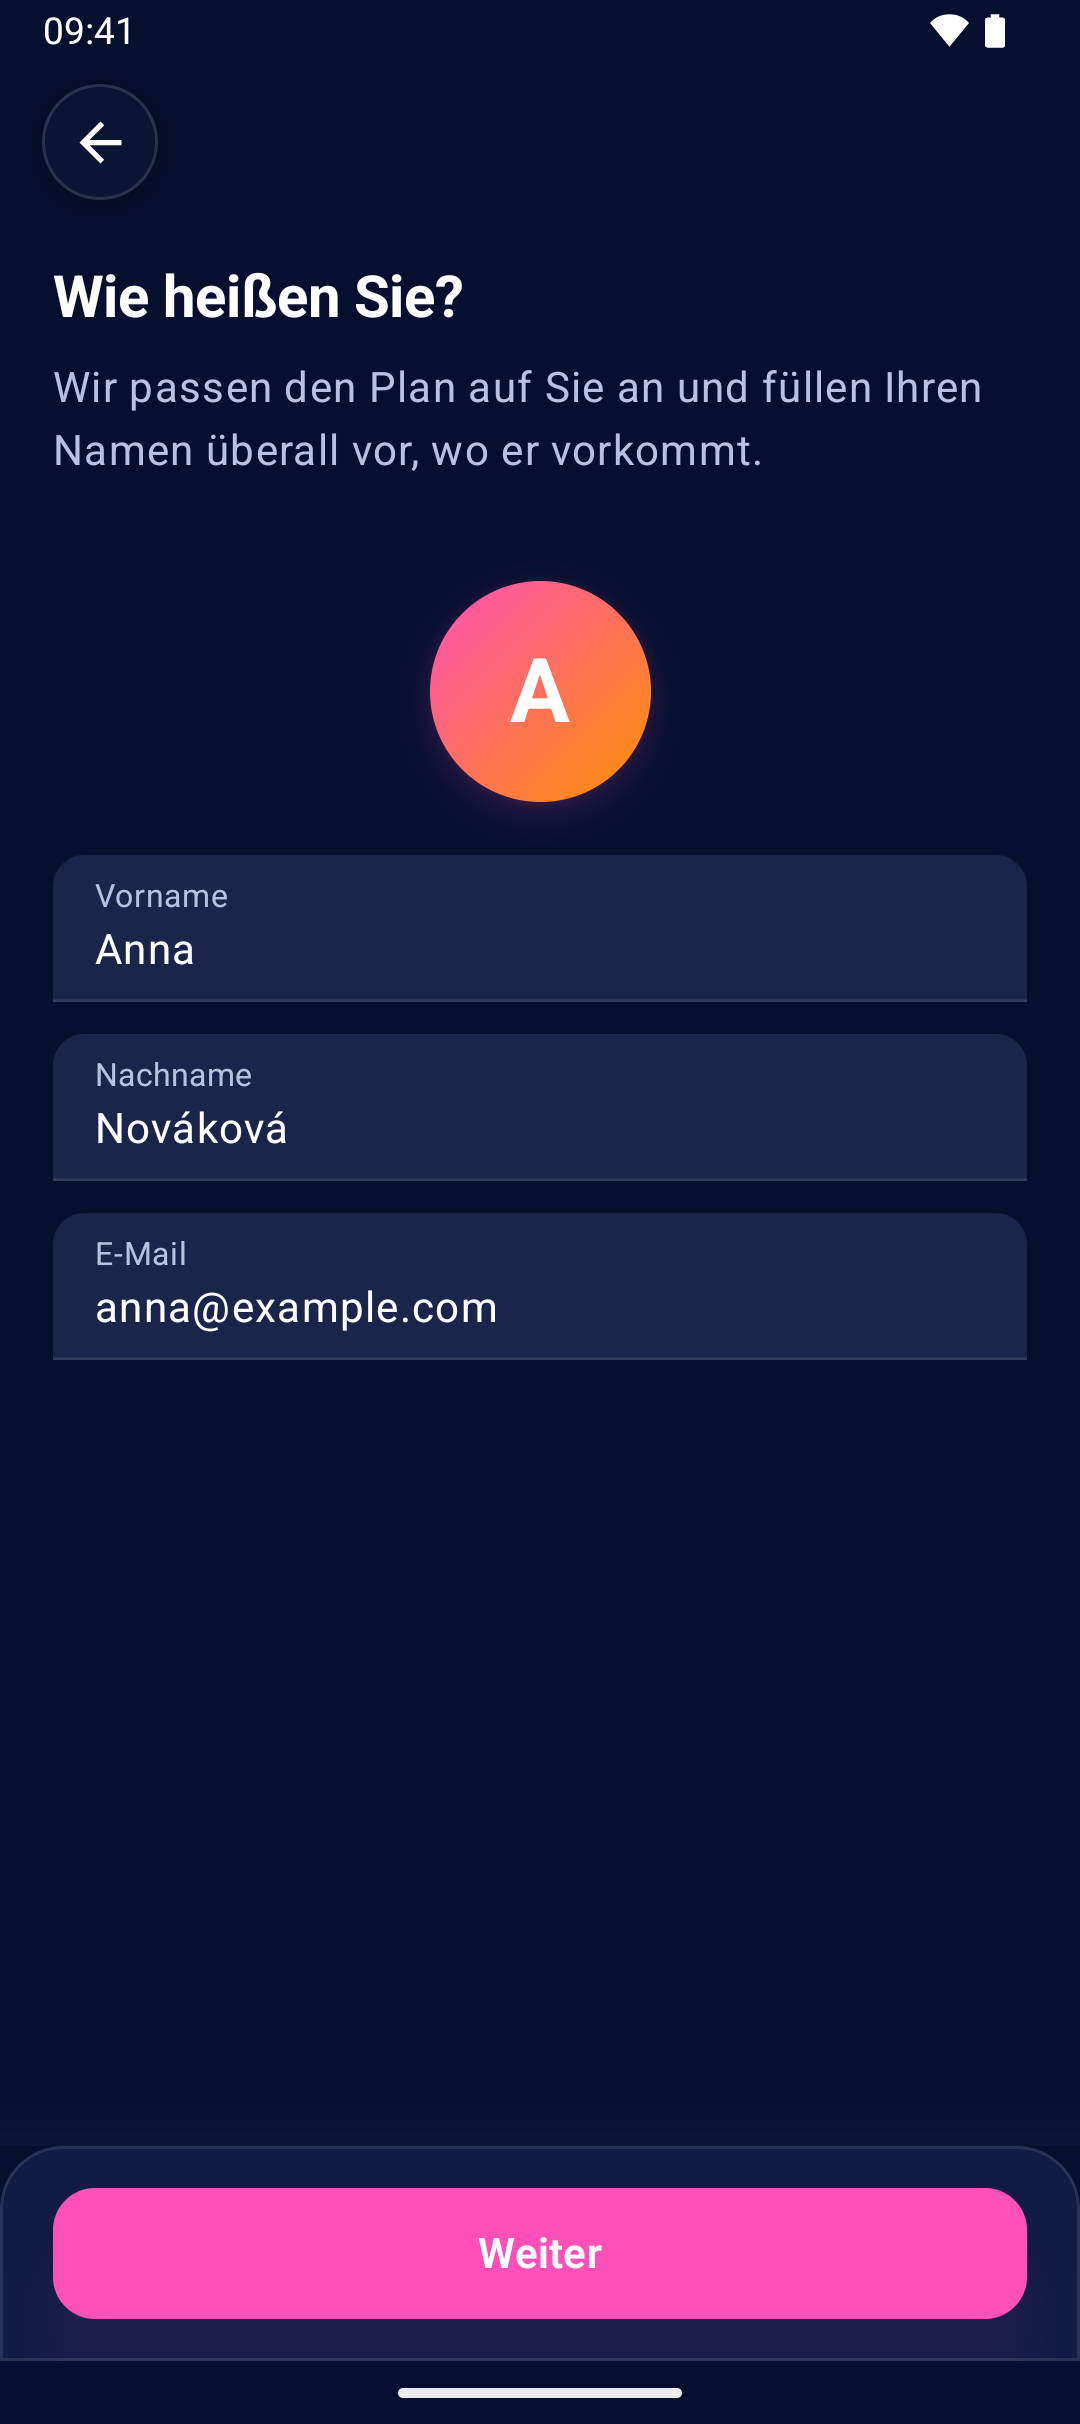 09:41
Wie heißen Sie?
Wir passen den Plan auf Sie an und füllen Ihren
Namen überall vor, wo er vorkommt.
A
Vorname
Anna
Nachname
Nováková
E-Mail
anna@example.com
Weiter